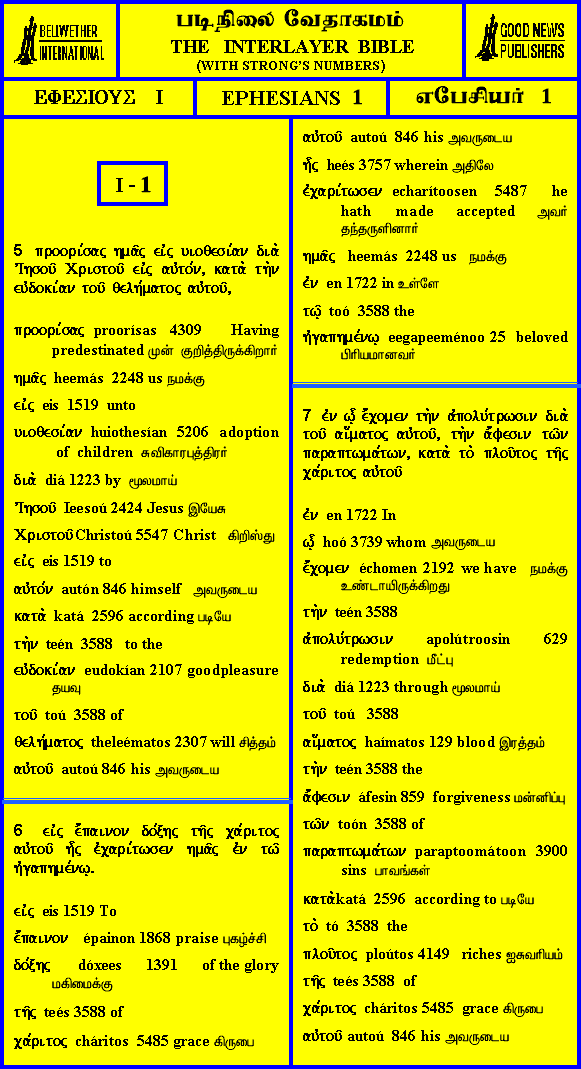 BELLWETHER
INTERNATIONAL
படிநிலை வேதாகமம்
THE INTERLAYER BIBLE
(WITH STRONG'S NUMBERS)
GOOD NEWS
PUBLISHERS
ΕΦΕΣΙΟΥΣ Ι
EPHESIANS 1
எபேசியர் 1
I - 1
5 προορίσας ημᾶς εἰς υιοθεσίαν διὰ
Ἰησοῦ Χριστοῦ εἰς αὐτόν, κατὰ τὴν
εὐδοκίαν τοῦ θελήματος αὐτοῦ,
προορίσας proorísas 4309 Having
predestinated முன் குறித்திருக்கிறார்
ημᾶς heemás 2248 us நமக்கு
εἰς eis 1519 unto
υιοθεσίαν huiothesían 5206 adoption
of children சுவிகாரபுத்திரர்
διὰ diá 1223 by மூலமாய்
Ἰησοῦ Ieesoú 2424 Jesus இயேசு
Χριστοῦ Christoú 5547 Christ கிறிஸ்து
εἰς eis 1519 to
αὐτόν autón 846 himself அவருடைய
κατὰ katá 2596 according படியே
τὴν teén 3588 to the
εὐδοκίαν eudokían 2107 goodpleasure
தயவு
τοῦ toú 3588 of
θελήματος theleématos 2307 will சித்தம்
αὐτοῦ autoú 846 his அவருடைய
6 εἰς ἔπαινον δόξης τῆς χάριτος
αὐτοῦ ἧς ἐχαρίτωσεν ημᾶς ἐν τῶ
ἠγαπημένῳ.
εἰς eis 1519 To
ἔπαινον épainon 1868 praise புகழ்ச்சி
δόξης dóxees 1391 of the glory
மகிமைக்கு
τῆς teés 3588 of
χάριτος cháritos 5485 grace கிருபை
αὐτοῦ autoú 846 his அவருடைய
ἧς heés 3757 wherein அதிலே
ἐχαρίτωσεν echarítoosen 5487 he
hath made accepted அவர்
தந்தருளினார்
ημᾶς heemás 2248 us நமக்கு
ἐν en 1722 in உள்ளே
τῷ toó 3588 the
ἠγαπημένῳ eegapeeménoo 25 beloved
பிரியமானவர்
7 ἐν ᾧ ἔχομεν τὴν ἀπολύτρωσιν διὰ
τοῦ αἵματος αὐτοῦ, τὴν ἄφεσιν τῶν
παραπτωμάτων, κατὰ τὸ πλοῦτος τῆς
χάριτος αὐτοῦ
ἐν en 1722 In
ᾧ hoó 3739 whom அவருடைய
ἔχομεν échomen 2192 we have நமக்கு
உண்டாயிருக்கிறது
τὴν teén 3588
ἀπολύτρωσιν apolútroosin 629
redemption மீட்பு
διὰ diá 1223 through மூலமாய்
τοῦ toú 3588
αἵματος haímatos 129 blood இரத்தம்
τὴν teén 3588 the
ἄφεσιν áfesin 859 forgiveness மன்னிப்பு
τῶν toón 3588 of
παραπτωμάτων paraptoomátoon 3900
sins பாவங்கள்
κατὰkatá 2596 according to படியே
τὸ tó 3588 the
πλοῦτος ploútos 4149 riches ஐசுவரியம்
τῆς teés 3588 of
χάριτος cháritos 5485 grace கிருபை
αὐτοῦ autoú 846 his அவருடைய